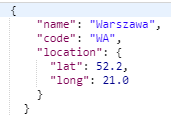 {
"name": "Warszawa",
"code": "WA",
"location": {
"lat": 52.2,
"long": 21.0
}
}